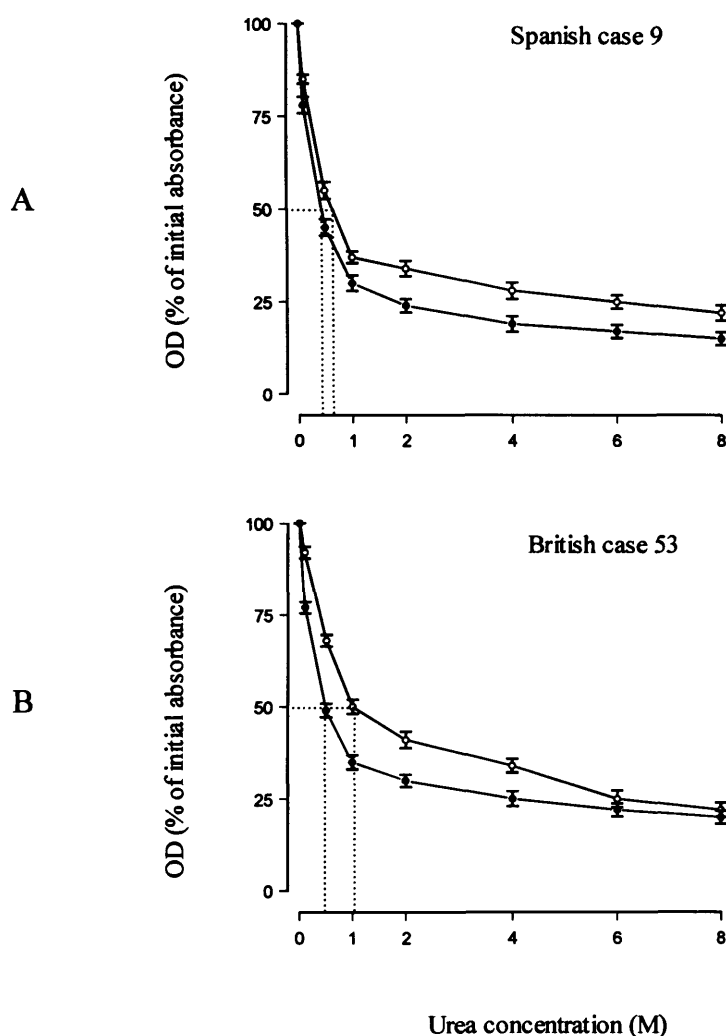 A
Spanish case 9
OD (% of initial absorbance)
100
75
50
25
0
0 1 2 4 6 8
B
British case 53
OD (% of initial absorbance)
100
75
50
25
0
0 1 2 4 6 8
Urea concentration (M)